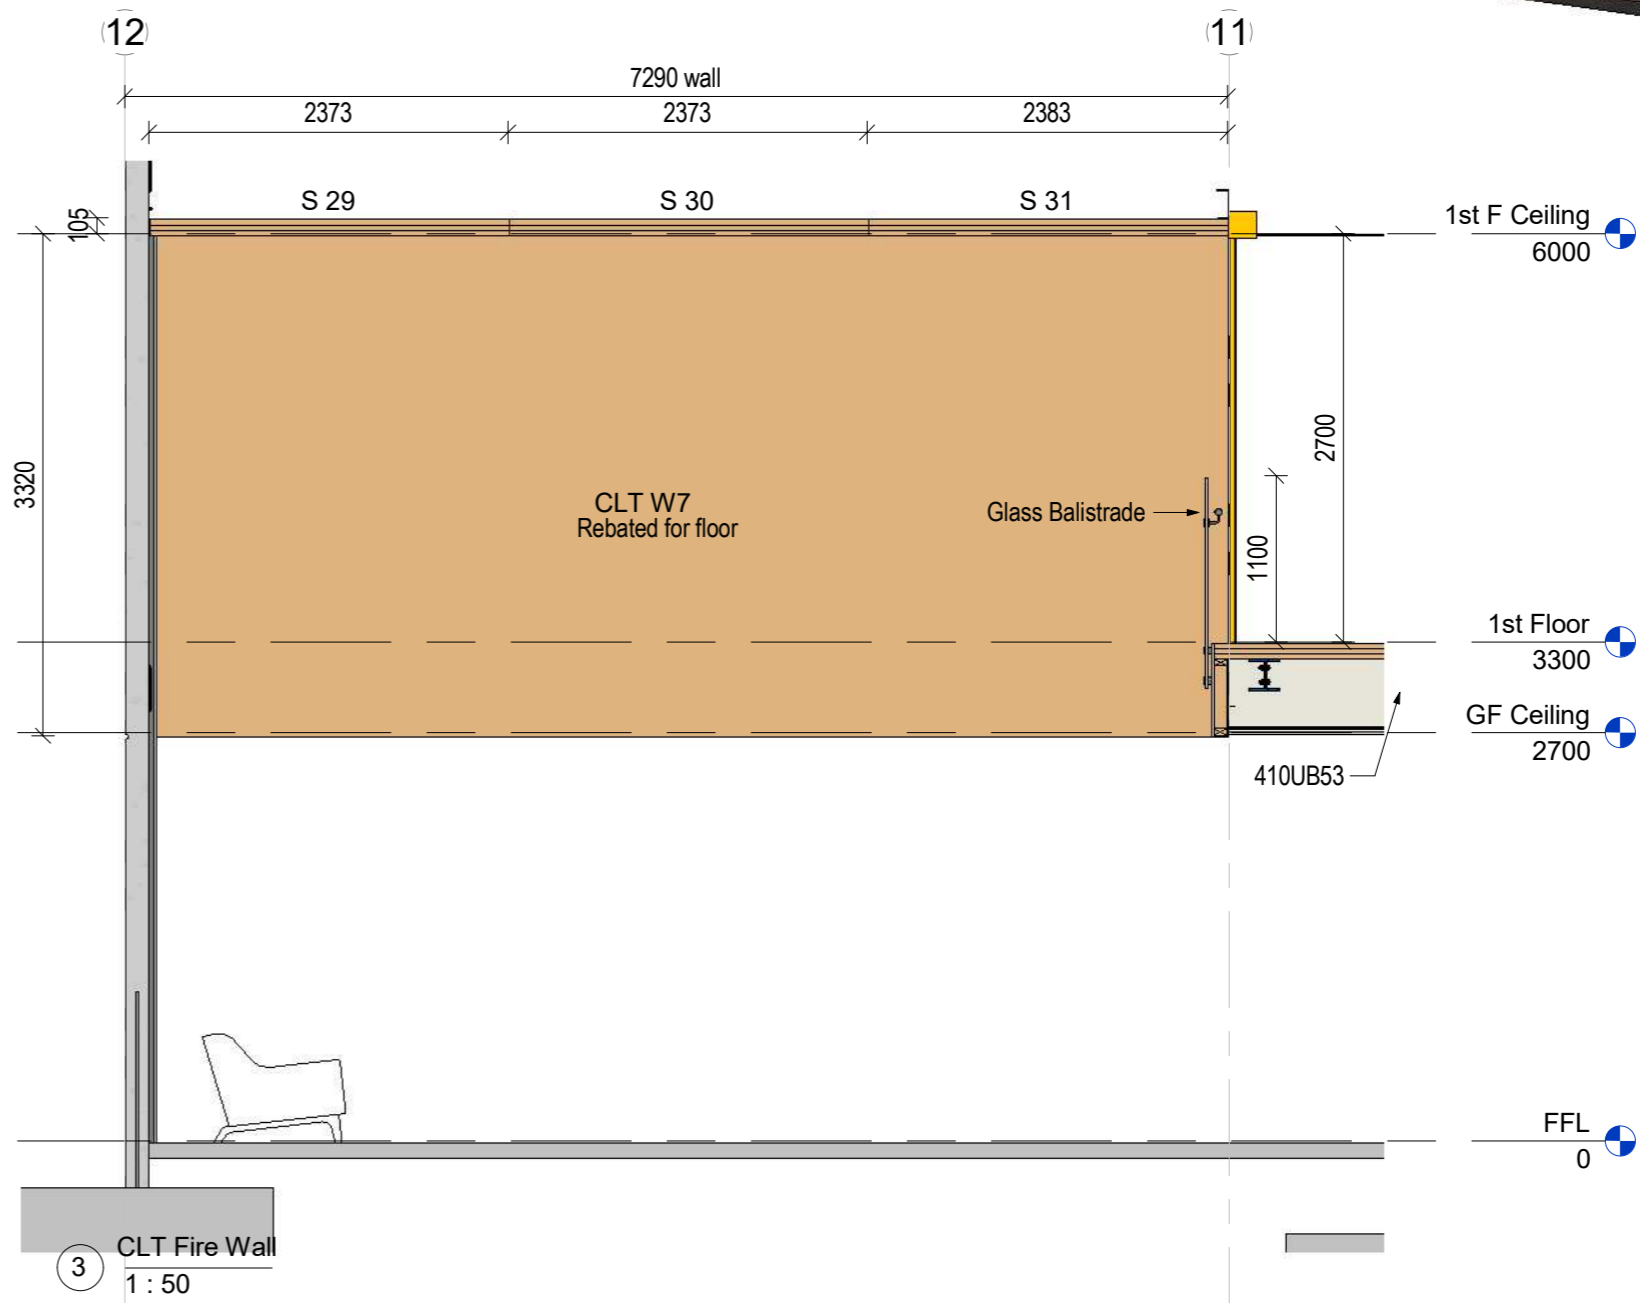 12
11
7290 wall
2373
2373
2383
S 29
S 30
S 31
105
1st F Ceiling
6000
3320
2700
CLT W7
Rebated for floor
Glass Balistrade
1100
1st Floor
3300
GF Ceiling
2700
410UB53
FFL
0
3
CLT Fire Wall
1 : 50